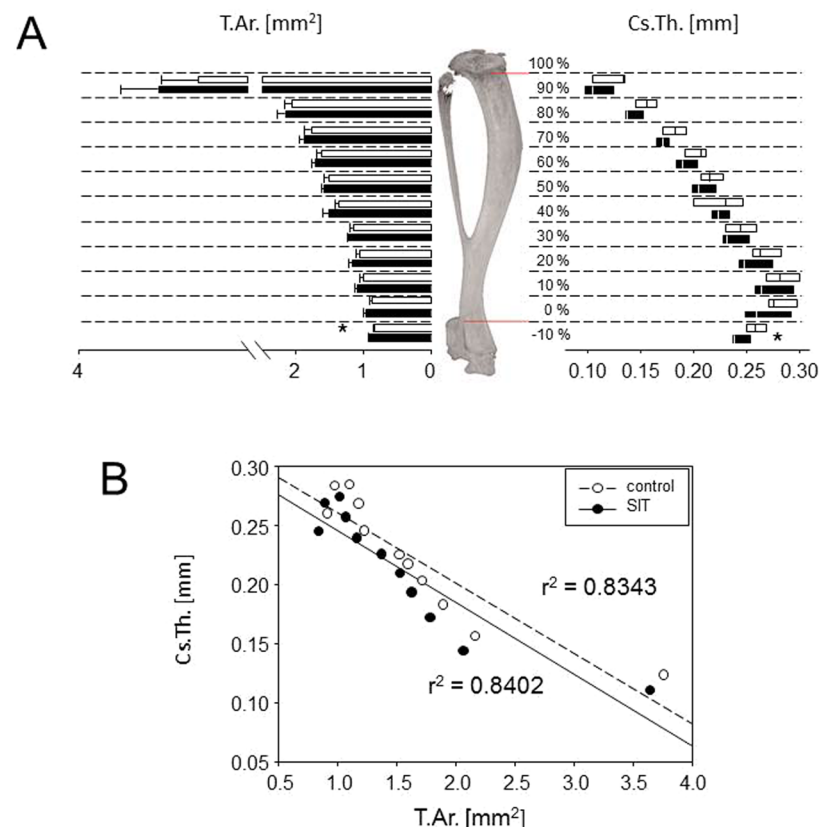 A
T.Ar. [mm²]
Cs.Th. [mm]
100 %
90 %
80 %
70 %
60 %
50 %
40 %
30 %
20 %
10 %
0 %
-10 %
*
*
4 2 1 0
0.10 0.15 0.20 0.25 0.30
B
0.30
0.25
0.20
0.15
0.10
0.05
Cs.Th. [mm]
control
SIT
r² = 0.8343
r² = 0.8402
0.5 1.0 1.5 2.0 2.5 3.0 3.5 4.0
T.Ar. [mm²]